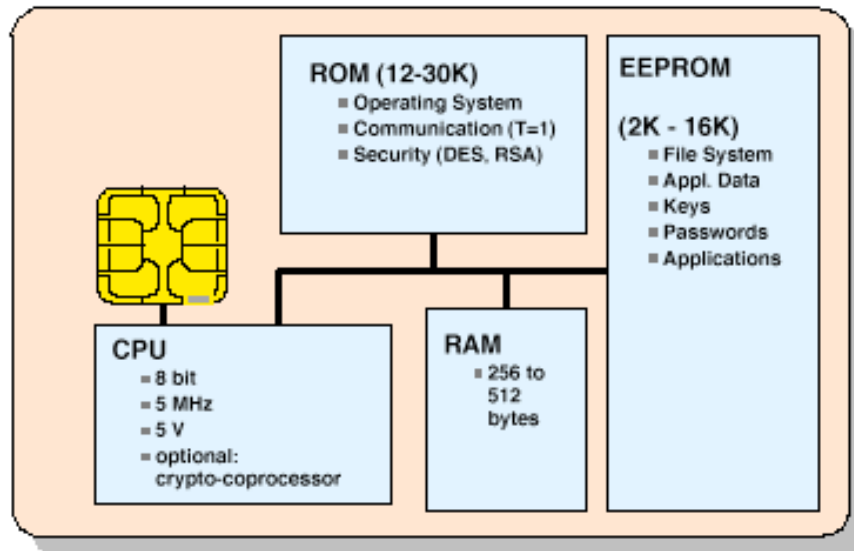 ROM (12-30K)
Operating System
Communication (T=1)
Security (DES, RSA)
EEPROM
(2K - 16K)
File System
Appl. Data
Keys
Passwords
Applications
CPU
8 bit
5 MHz
5 V
optional:
crypto-coprocessor
RAM
256 to
512
bytes